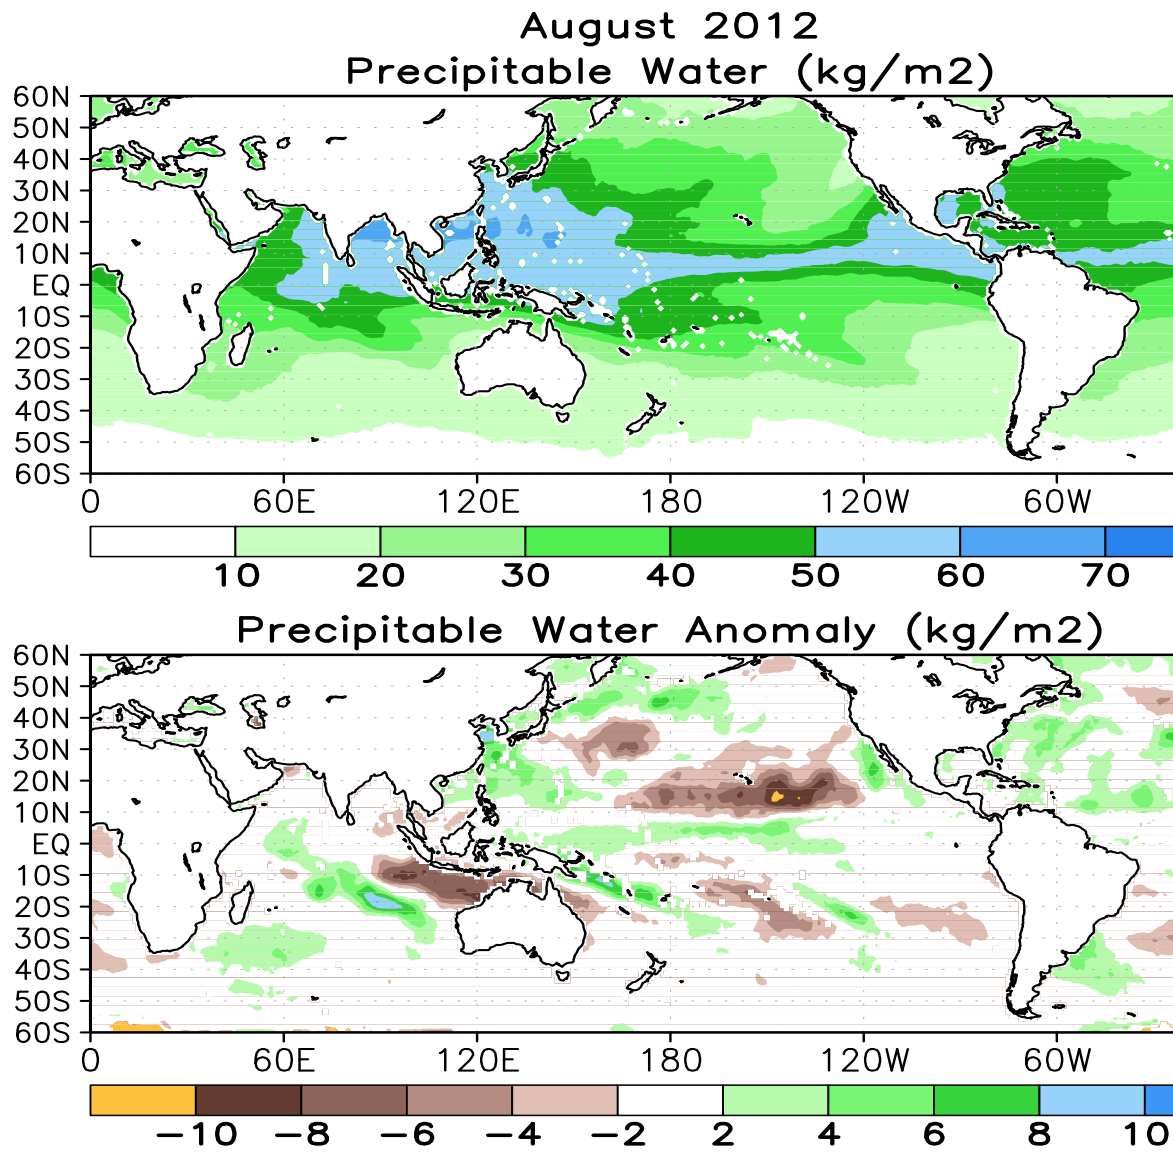 August 2012
Precipitable Water (kg/m2)
60N
50N
40N
30N
20N
10N
EQ
10S
20S
30S
40S
50S
60S
0 60E 120E 180 120W 60W
10 20 30 40 50 60 70
Precipitable Water Anomaly (kg/m2)
60N
50N
40N
30N
20N
10N
EQ
10S
20S
30S
40S
50S
60S
0 60E 120E 180 120W 60W
−10 −8 −6 −4 −2 2 4 6 8 10